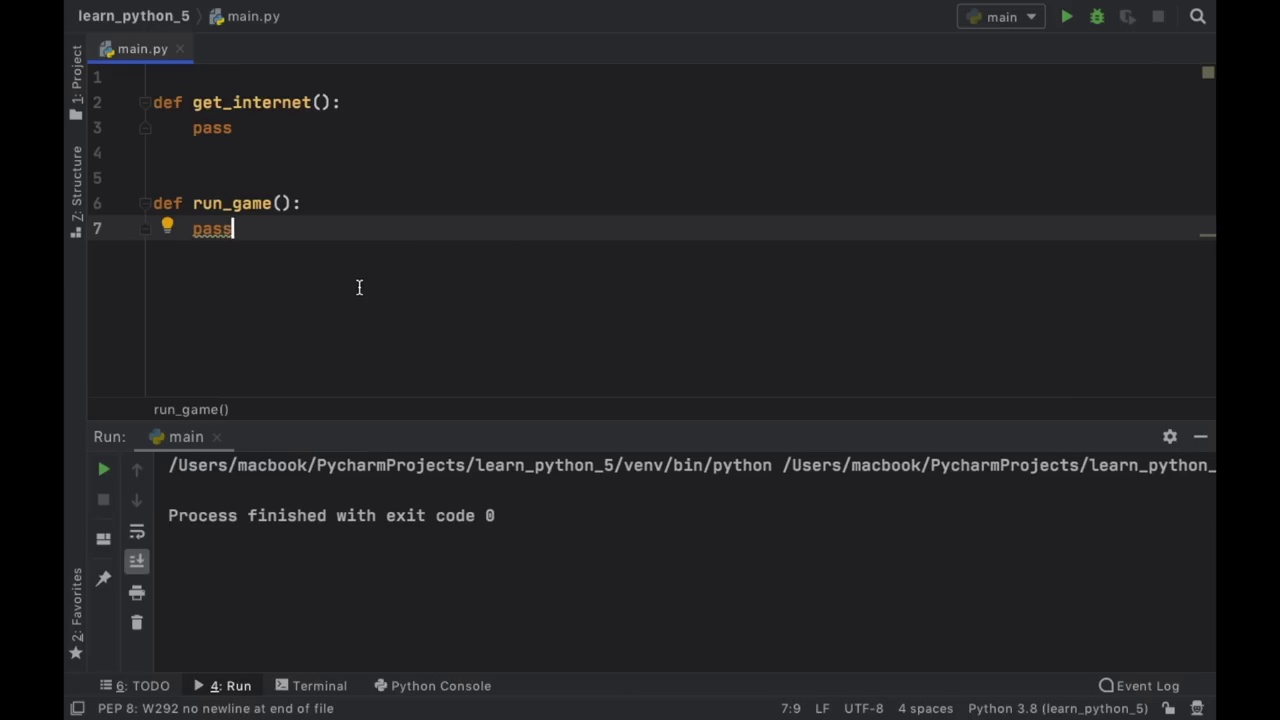 learn_python_5 main.py
main
main.py
1: Project
Z: Structure
2: Favorites
1
2 def get_internet():
3 pass
4
5
6 def run_game():
7 pass
run_game()
Run: main
/Users/macbook/PycharmProjects/learn_python_5/venv/bin/python /Users/macbook/PycharmProjects/learn_python_
Process finished with exit code 0
6: TODO 4: Run Terminal Python Console Event Log
PEP 8: W292 no newline at end of file 7:9 LF UTF-8 4 spaces Python 3.8 (learn_python_5)